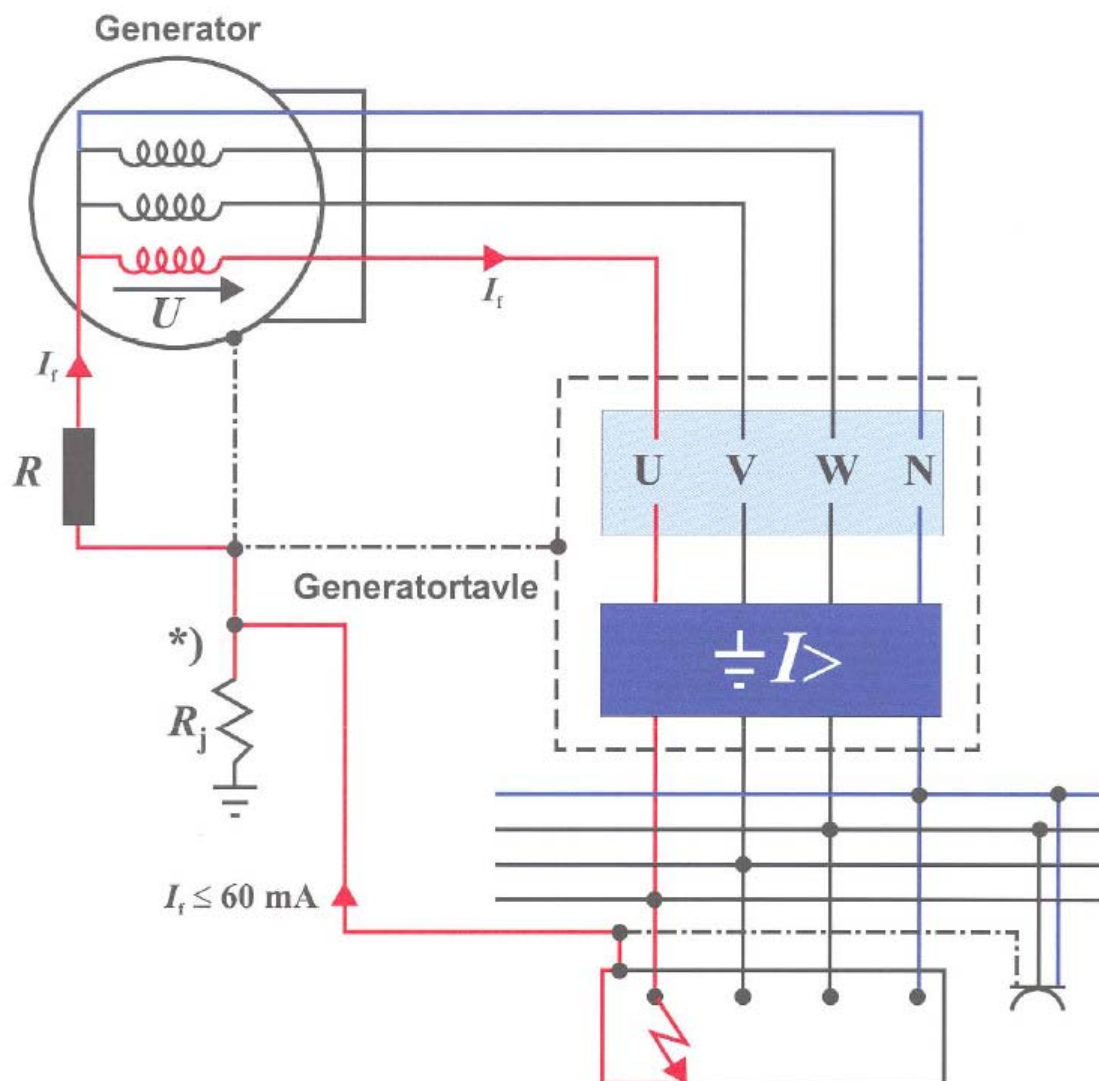 Generator
U
I_f
I_f
R
U V W N
Generatortavle
*)
I>
R_j
I_f ≤ 60 mA